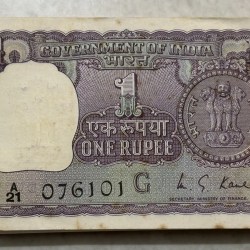 GOVERNMENT OF INDIA
भारत
1
एक रुपया
ONE RUPEE
A
21 076101 G
SECRETARY, MINISTRY OF FINANCE.